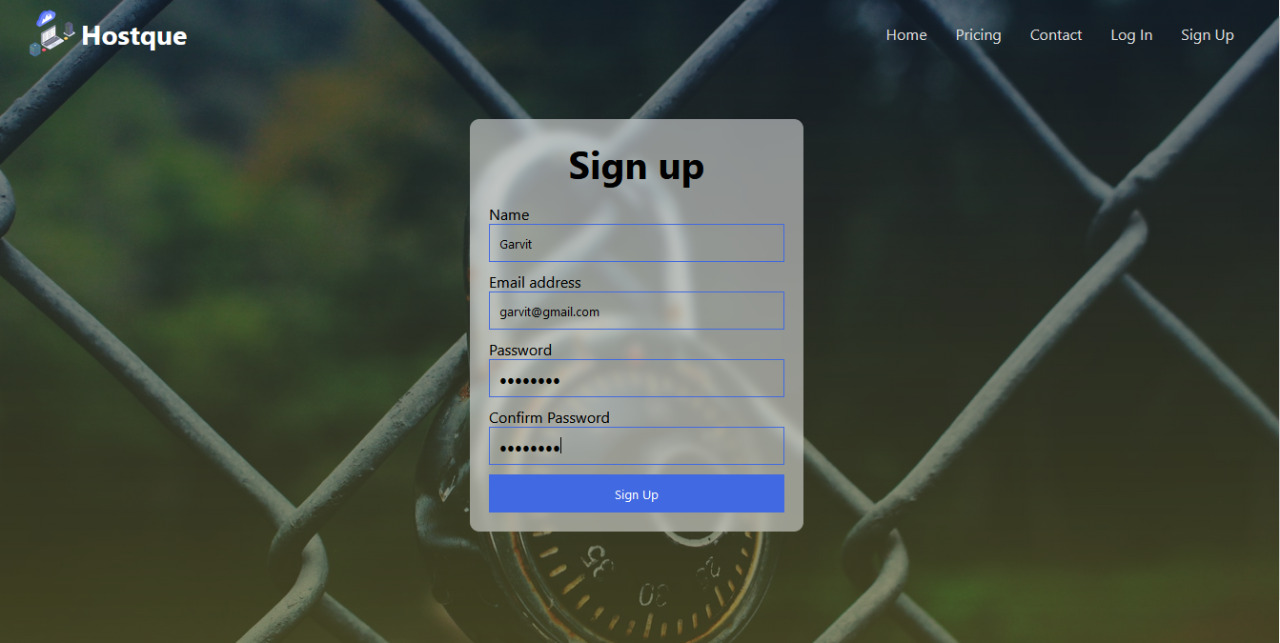 Hostque
Home Pricing Contact Log In Sign Up
Sign up
Name
Garvit
Email address
garvit@gmail.com
Password
••••••••
Confirm Password
••••••••
Sign Up
35 30 20